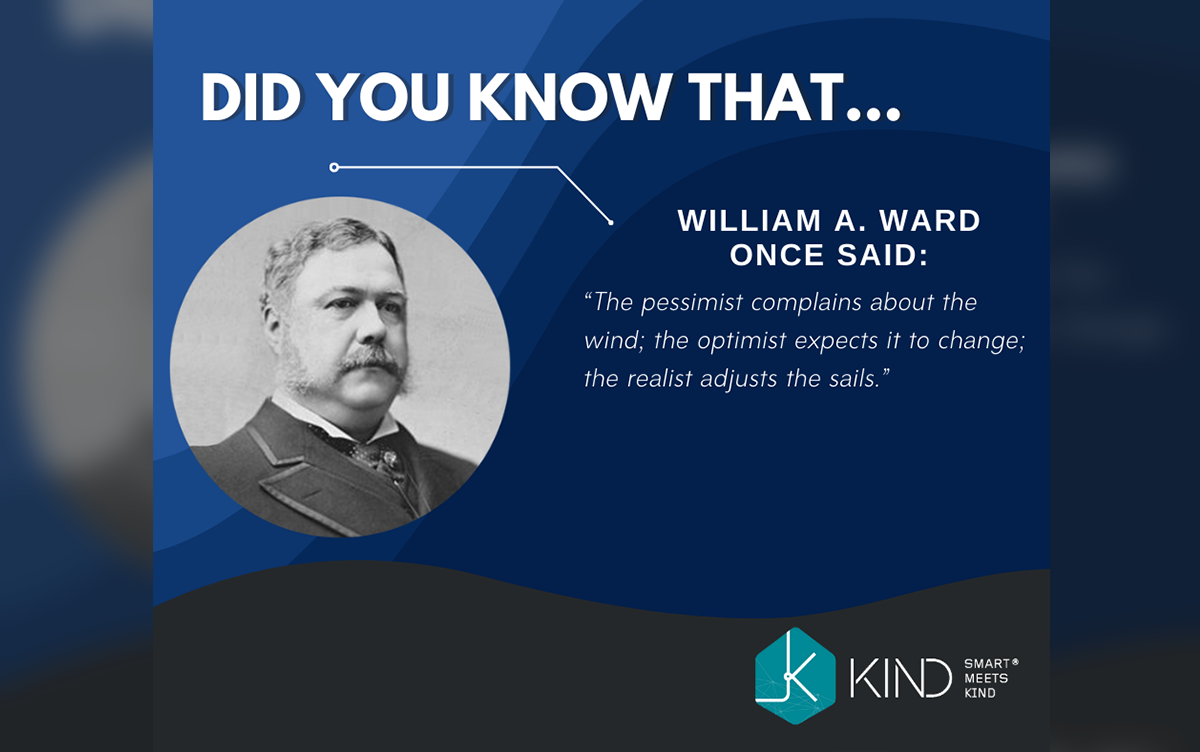 DID YOU KNOW THAT...
WILLIAM A. WARD
ONCE SAID:
“The pessimist complains about the
wind; the optimist expects it to change;
the realist adjusts the sails.”
K
KIND
SMART®
MEETS
KIND